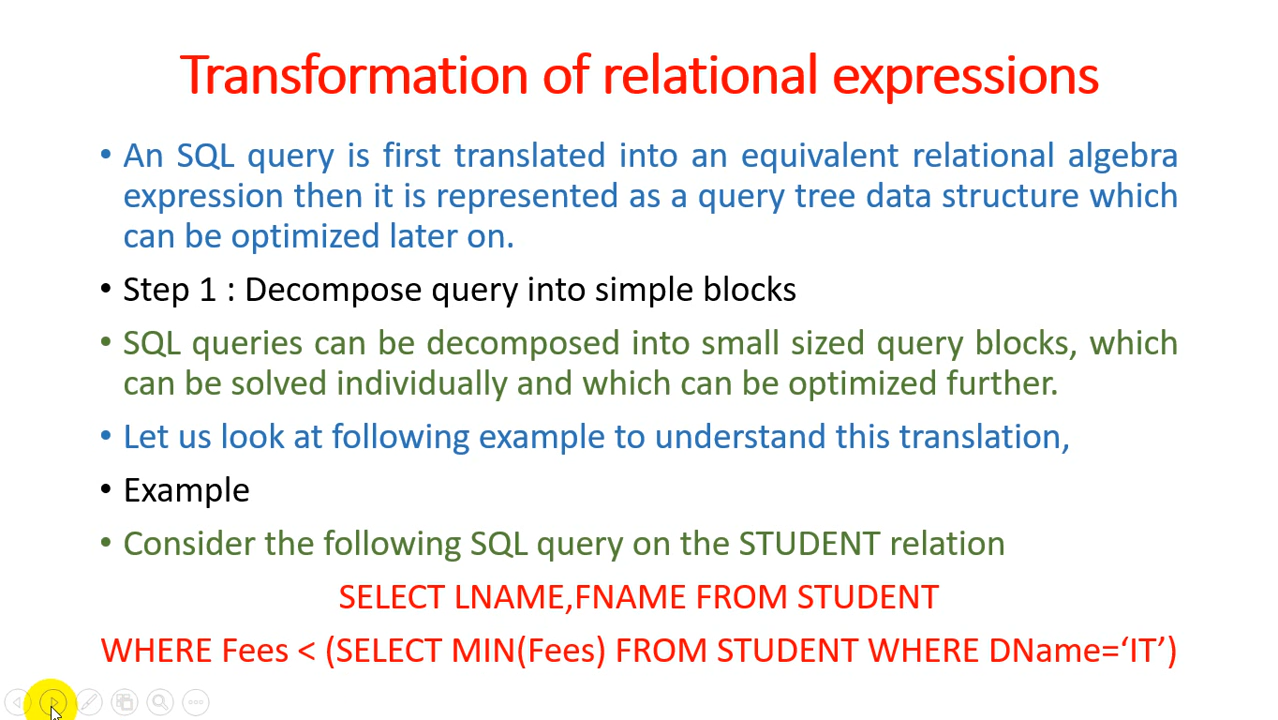 Transformation of relational expressions
• An SQL query is first translated into an equivalent relational algebra
expression then it is represented as a query tree data structure which
can be optimized later on.
• Step 1 : Decompose query into simple blocks
• SQL queries can be decomposed into small sized query blocks, which
can be solved individually and which can be optimized further.
• Let us look at following example to understand this translation,
• Example
• Consider the following SQL query on the STUDENT relation
SELECT LNAME,FNAME FROM STUDENT
WHERE Fees < (SELECT MIN(Fees) FROM STUDENT WHERE DName=‘IT’)